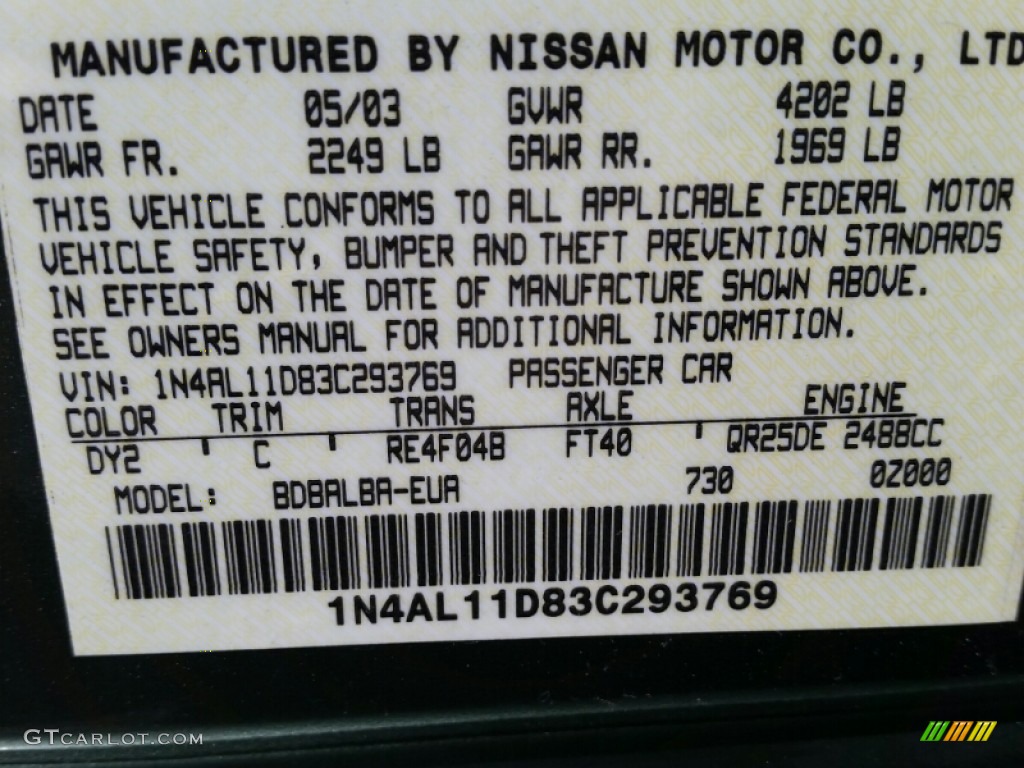 MANUFACTURED BY NISSAN MOTOR CO., LTD
DATE 05/03 GVWR 4202 LB
GAWR FR. 2249 LB GAWR RR. 1969 LB
THIS VEHICLE CONFORMS TO ALL APPLICABLE FEDERAL MOTOR
VEHICLE SAFETY, BUMPER AND THEFT PREVENTION STANDARDS
IN EFFECT ON THE DATE OF MANUFACTURE SHOWN ABOVE.
SEE OWNERS MANUAL FOR ADDITIONAL INFORMATION.
VIN: 1N4AL11D83C293769 PASSENGER CAR
COLOR TRIM TRANS AXLE ENGINE
DY2 C RE4F04B FT40 QR25DE 2488CC
MODEL: BDBALBA-EUA 730 0Z000
1N4AL11D83C293769
GTCARLOT.COM